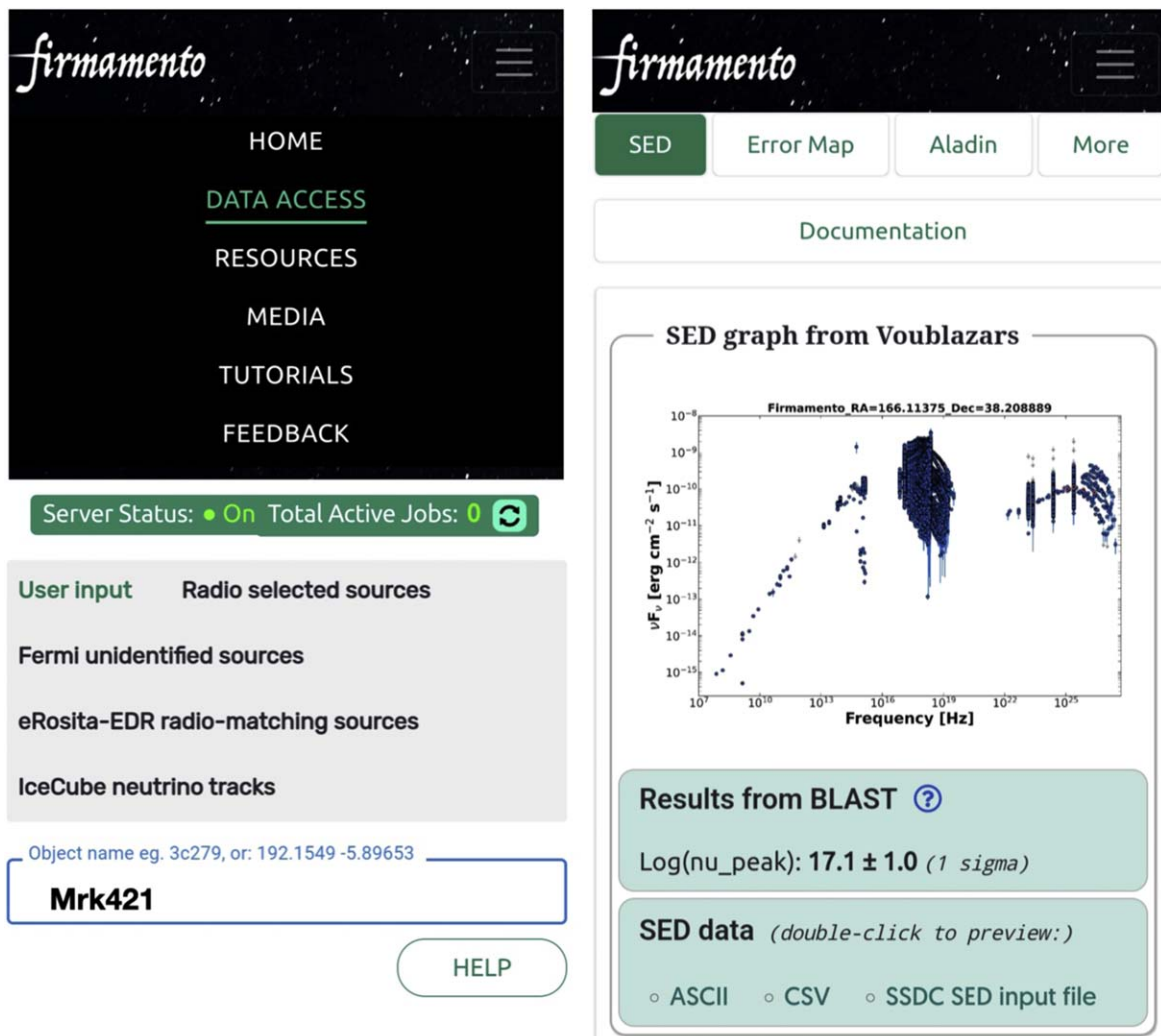 firmamento
HOME
DATA ACCESS
RESOURCES
MEDIA
TUTORIALS
FEEDBACK
Server Status: ● On Total Active Jobs: 0
User input Radio selected sources
Fermi unidentified sources
eRosita-EDR radio-matching sources
IceCube neutrino tracks
Object name eg. 3c279, or: 192.1549 -5.89653
Mrk421
HELP
firmamento
SED Error Map Aladin More
Documentation
SED graph from Voublazars
Firmamento_RA=166.11375_Dec=38.208889
10⁻⁸
10⁻⁹
10⁻¹⁰
10⁻¹¹
10⁻¹²
10⁻¹³
10⁻¹⁴
10⁻¹⁵
νFᵥ [erg cm⁻² s⁻¹]
10⁷ 10¹⁰ 10¹³ 10¹⁶ 10¹⁹ 10²² 10²⁵
Frequency [Hz]
Results from BLAST ?
Log(nu_peak): 17.1 ± 1.0 (1 sigma)
SED data (double-click to preview:)
○ ASCII ○ CSV ○ SSDC SED input file